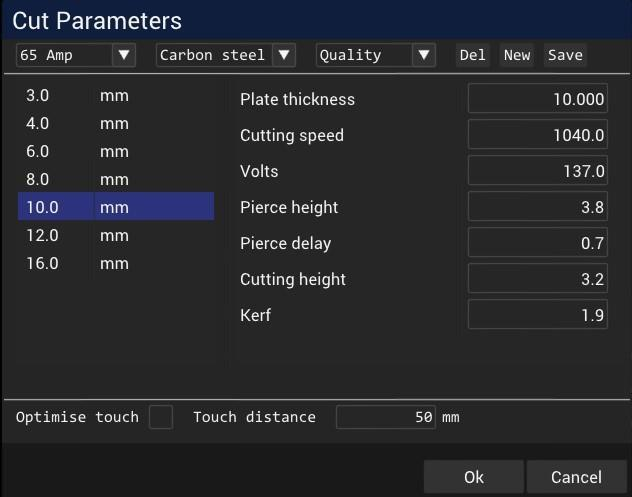 Cut Parameters
65 Amp Carbon steel Quality Del New Save
3.0 mm
4.0 mm
6.0 mm
8.0 mm
10.0 mm
12.0 mm
16.0 mm
Plate thickness 10.000
Cutting speed 1040.0
Volts 137.0
Pierce height 3.8
Pierce delay 0.7
Cutting height 3.2
Kerf 1.9
Optimise touch Touch distance 50 mm
Ok Cancel